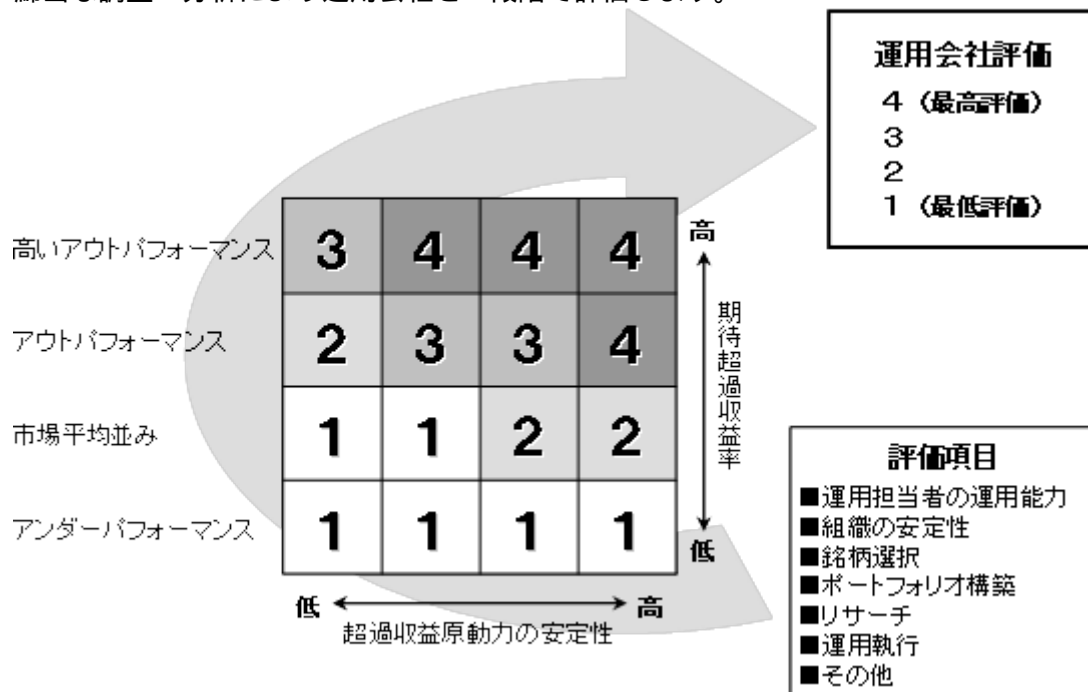 運用会社評価
4 (最高評価)
3
2
1 (最低評価)
高いアウトパフォーマンス 3 4 4 4 高
アウトパフォーマンス 2 3 3 4
市場平均並み 1 1 2 2
アンダーパフォーマンス 1 1 1 1 低
期待超過収益率
低 高
超過収益原動力の安定性
評価項目
■運用担当者の運用能力
■組織の安定性
■銘柄選択
■ポートフォリオ構築
■リサーチ
■運用執行
■その他